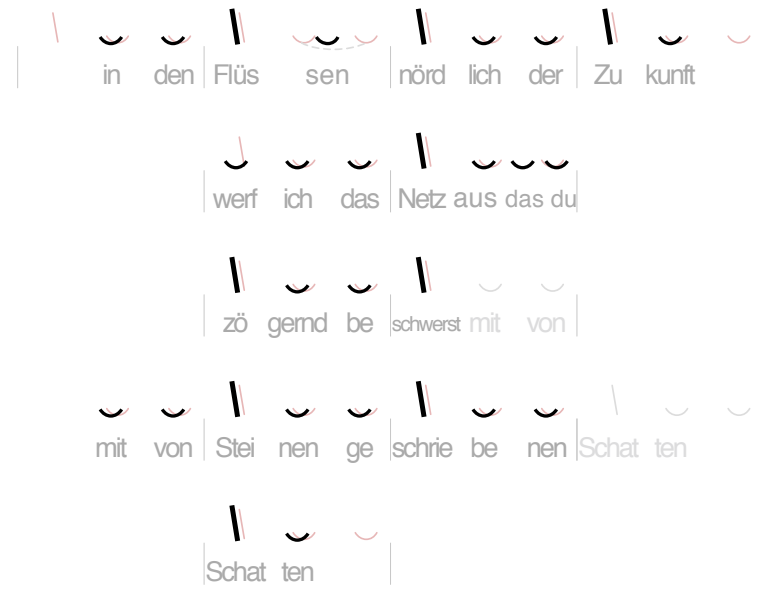 in den Flüs sen nörd lich der Zu kunft
werf ich das Netz aus das du
zö gernd be schwerst mit von
mit von Stei nen ge schrie be nen Schat ten
Schat ten